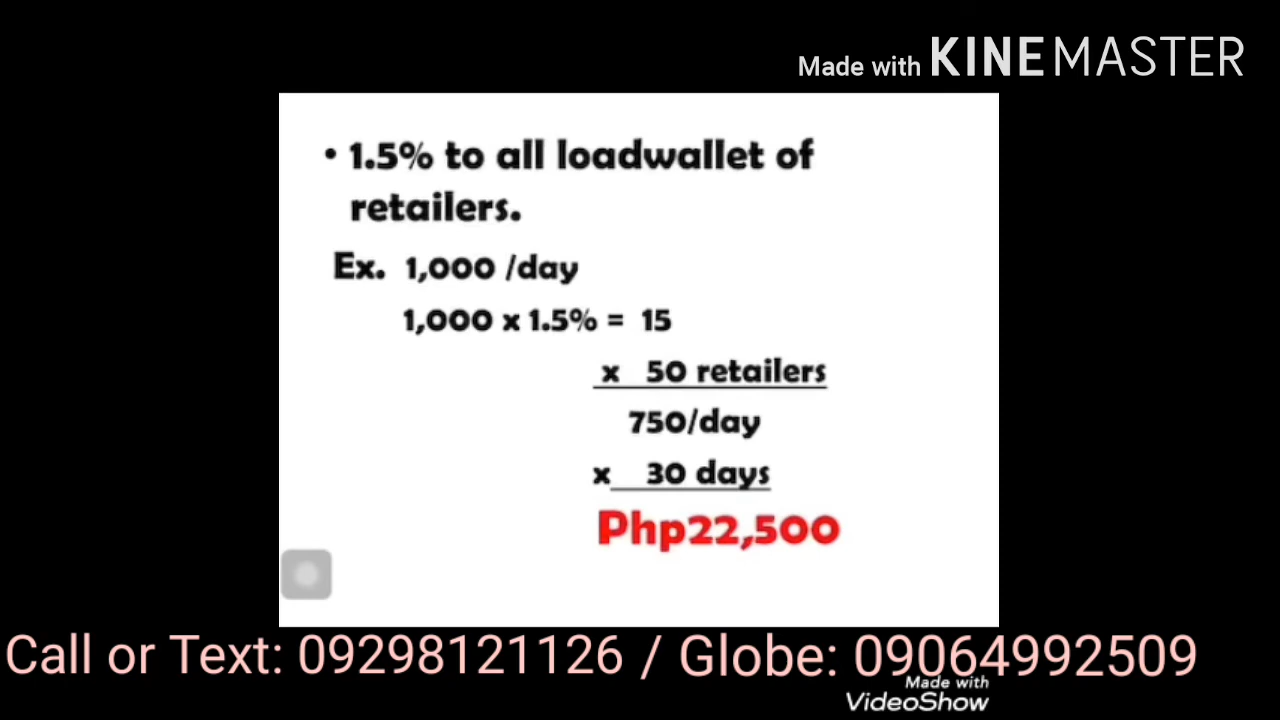 Made with KINEMASTER
• 1.5% to all loadwallet of
retailers.
Ex. 1,000 /day
1,000 x 1.5% = 15
x 50 retailers
750/day
x 30 days
Php22,500
Call or Text: 09298121126 / Globe: 09064992509
Made with
VideoShow